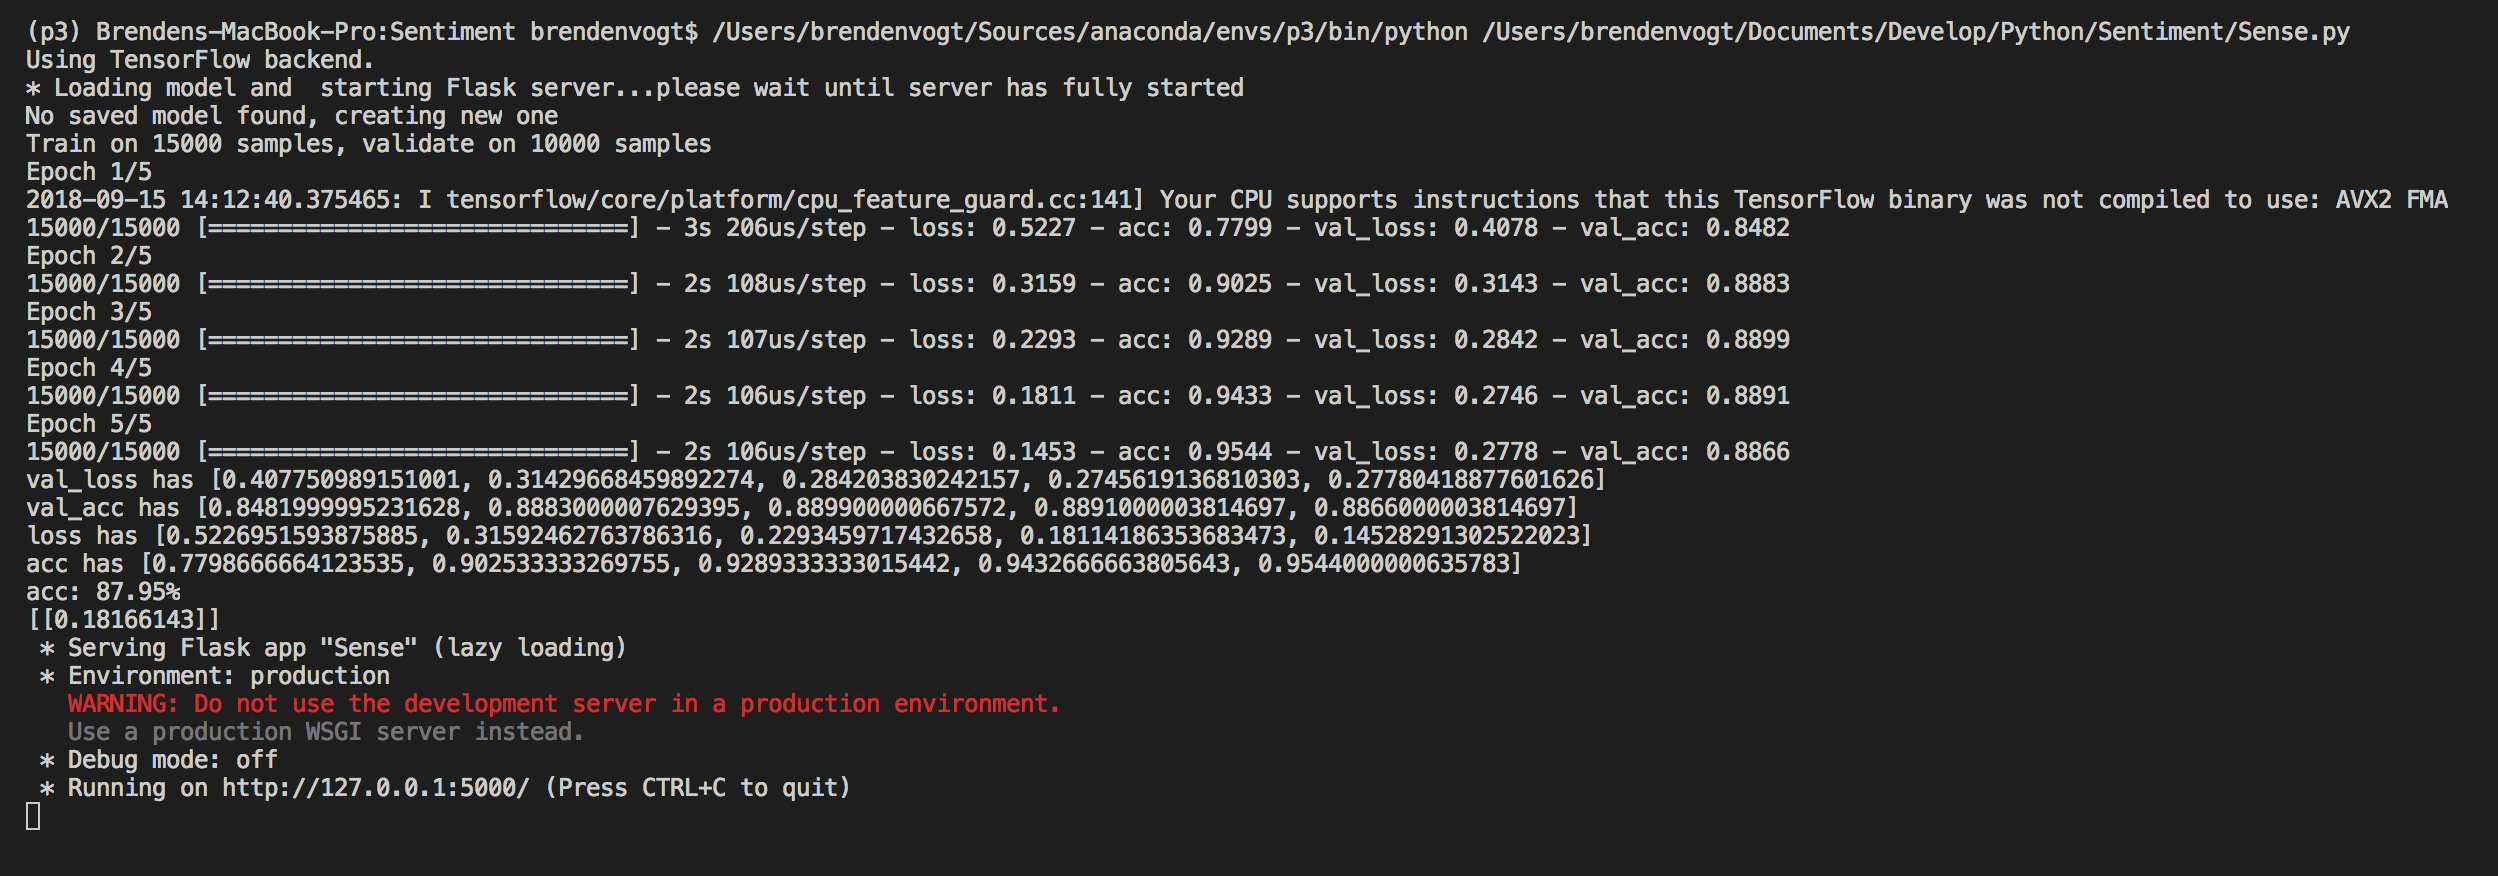 (p3) Brendens-MacBook-Pro:Sentiment brendenvogt$ /Users/brendenvogt/Sources/anaconda/envs/p3/bin/python /Users/brendenvogt/Documents/Develop/Python/Sentiment/Sense.py
Using TensorFlow backend.
* Loading model and  starting Flask server...please wait until server has fully started
No saved model found, creating new one
Train on 15000 samples, validate on 10000 samples
Epoch 1/5
2018-09-15 14:12:40.375465: I tensorflow/core/platform/cpu_feature_guard.cc:141] Your CPU supports instructions that this TensorFlow binary was not compiled to use: AVX2 FMA
15000/15000 [==============================] - 3s 206us/step - loss: 0.5227 - acc: 0.7799 - val_loss: 0.4078 - val_acc: 0.8482
Epoch 2/5
15000/15000 [==============================] - 2s 108us/step - loss: 0.3159 - acc: 0.9025 - val_loss: 0.3143 - val_acc: 0.8883
Epoch 3/5
15000/15000 [==============================] - 2s 107us/step - loss: 0.2293 - acc: 0.9289 - val_loss: 0.2842 - val_acc: 0.8899
Epoch 4/5
15000/15000 [==============================] - 2s 106us/step - loss: 0.1811 - acc: 0.9433 - val_loss: 0.2746 - val_acc: 0.8891
Epoch 5/5
15000/15000 [==============================] - 2s 106us/step - loss: 0.1453 - acc: 0.9544 - val_loss: 0.2778 - val_acc: 0.8866
val_loss has [0.407750989151001, 0.31429668459892274, 0.284203830242157, 0.2745619136810303, 0.27780418877601626]
val_acc has [0.8481999995231628, 0.8883000007629395, 0.889900000667572, 0.8891000003814697, 0.8866000003814697]
loss has [0.5226951593875885, 0.31592462763786316, 0.2293459717432658, 0.18114186353683473, 0.14528291302522023]
acc has [0.7798666664123535, 0.902533333269755, 0.9289333333015442, 0.9432666663805643, 0.9544000000635783]
acc: 87.95%
[[0.18166143]]
 * Serving Flask app "Sense" (lazy loading)
 * Environment: production
   WARNING: Do not use the development server in a production environment.
   Use a production WSGI server instead.
 * Debug mode: off
 * Running on http://127.0.0.1:5000/ (Press CTRL+C to quit)